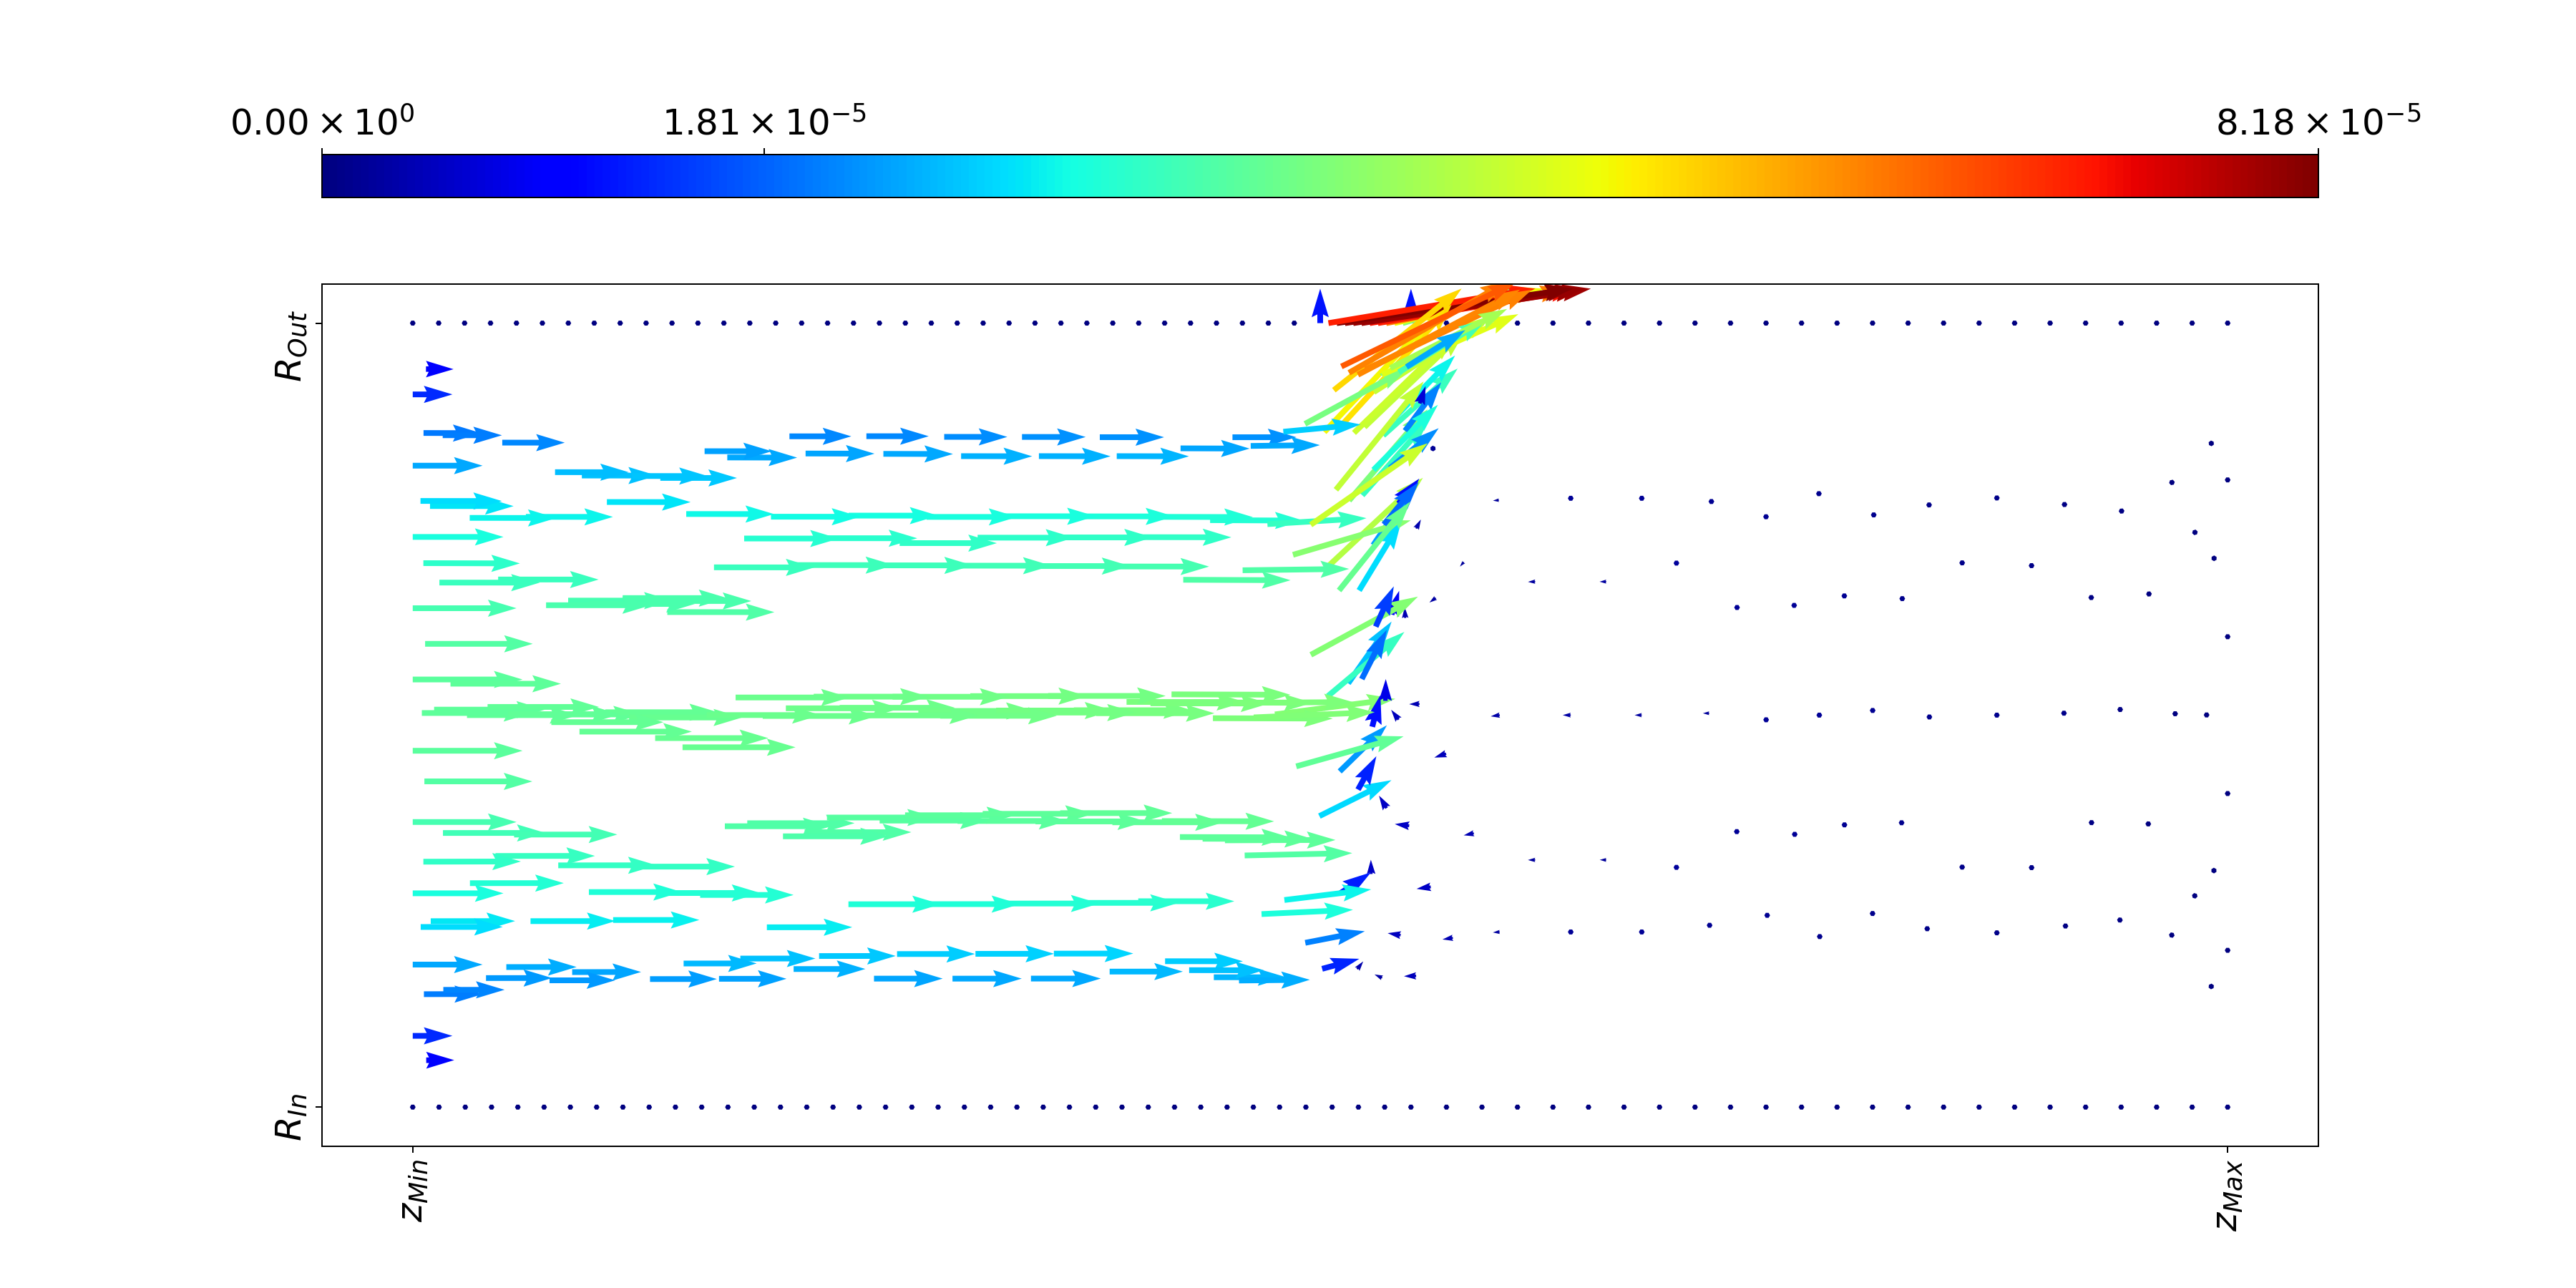 0.00 × 10⁰ 1.81 × 10⁻⁵ 8.18 × 10⁻⁵
R_Out
R_In
z_Min z_Max